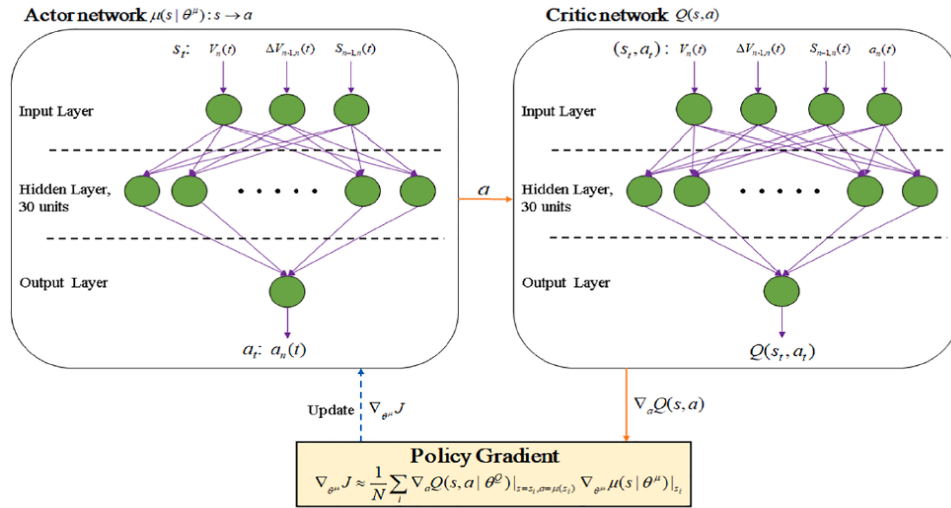 Actor network μ(s | θ^μ): s → a
s_t: V_n(t) ΔV_{n-1,n}(t) S_{n-1,n}(t)
Input Layer
Hidden Layer,
30 units
Output Layer
a_t: a_n(t)
a
Critic network Q(s,a)
(s_t, a_t): V_n(t) ΔV_{n-1,n}(t) S_{n-1,n}(t) a_n(t)
Input Layer
Hidden Layer,
30 units
Output Layer
Q(s_t, a_t)
Update ∇_{θ^μ} J
∇_a Q(s,a)
Policy Gradient
∇_{θ^μ} J ≈ 1/N ∑_i ∇_a Q(s,a | θ^Q)|_{s=s_i,a=μ(s_i)} ∇_{θ^μ} μ(s | θ^μ)|_{s_i}